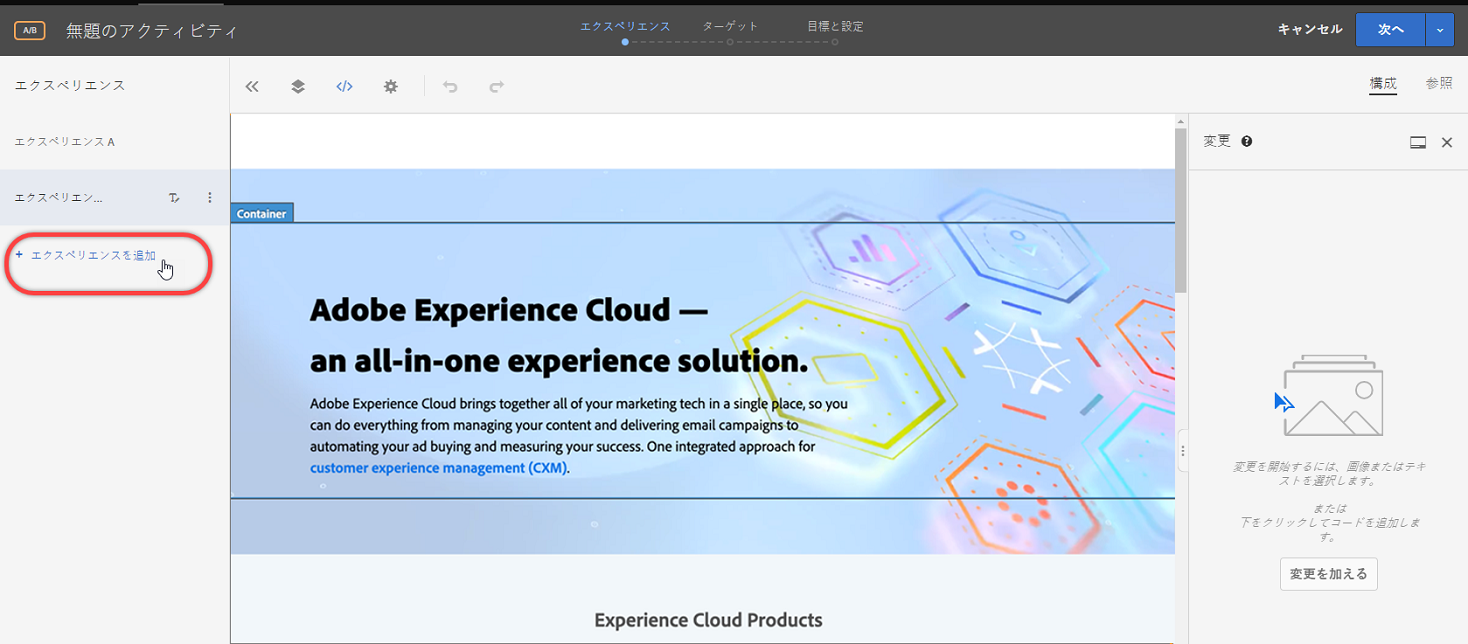 A/B
無題のアクティビティ
エクスペリエンス
ターゲット
目標と設定
キャンセル
次へ
エクスペリエンス
構成
参照
エクスペリエンス A
エクスペリエン...
+ エクスペリエンスを追加
Container
Adobe Experience Cloud —
an all-in-one experience solution.
Adobe Experience Cloud brings together all of your marketing tech in a single place, so you
can do everything from managing your content and delivering email campaigns to
automating your ad buying and measuring your success. One integrated approach for
customer experience management (CXM).
Experience Cloud Products
変更
変更を開始するには、画像またはテキ
ストを選択します。
または
下をクリックしてコードを追加しま
す。
変更を加える